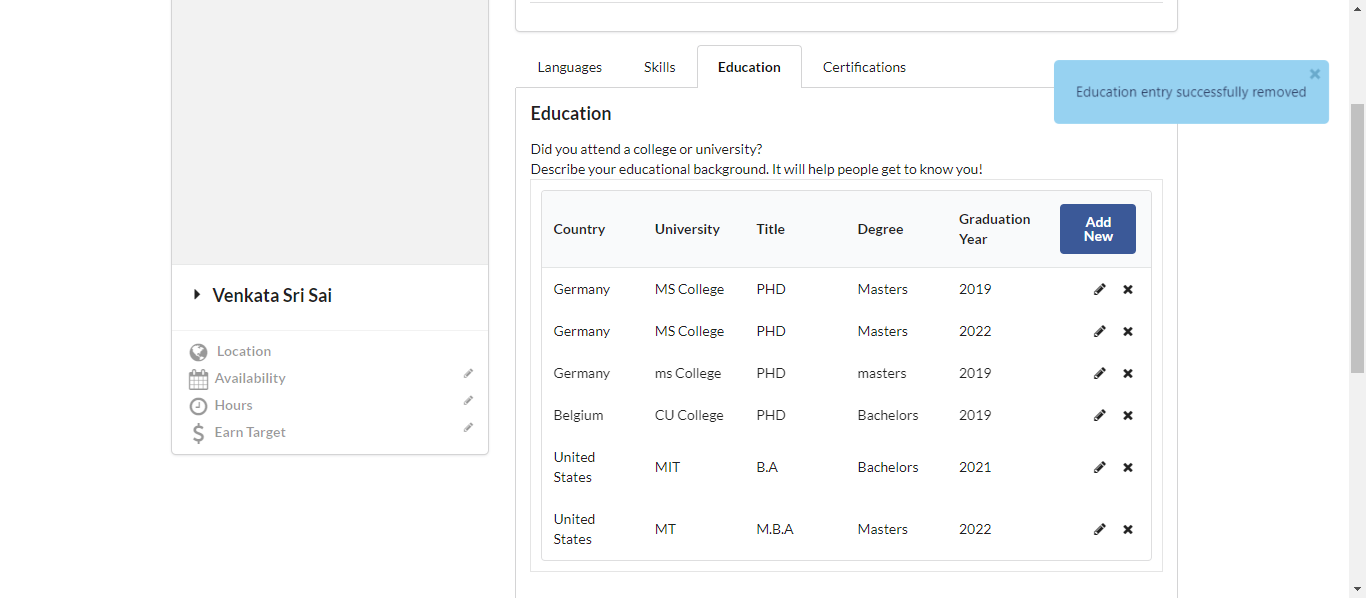 Languages Skills Education Certifications
Education entry successfully removed
Education
Did you attend a college or university?
Describe your educational background. It will help people get to know you!
Country University Title Degree Graduation Year Add New
Germany MS College PHD Masters 2019
Germany MS College PHD Masters 2022
Germany ms College PHD masters 2019
Belgium CU College PHD Bachelors 2019
United States MIT B.A Bachelors 2021
United States MT M.B.A Masters 2022
Venkata Sri Sai
Location
Availability
Hours
Earn Target